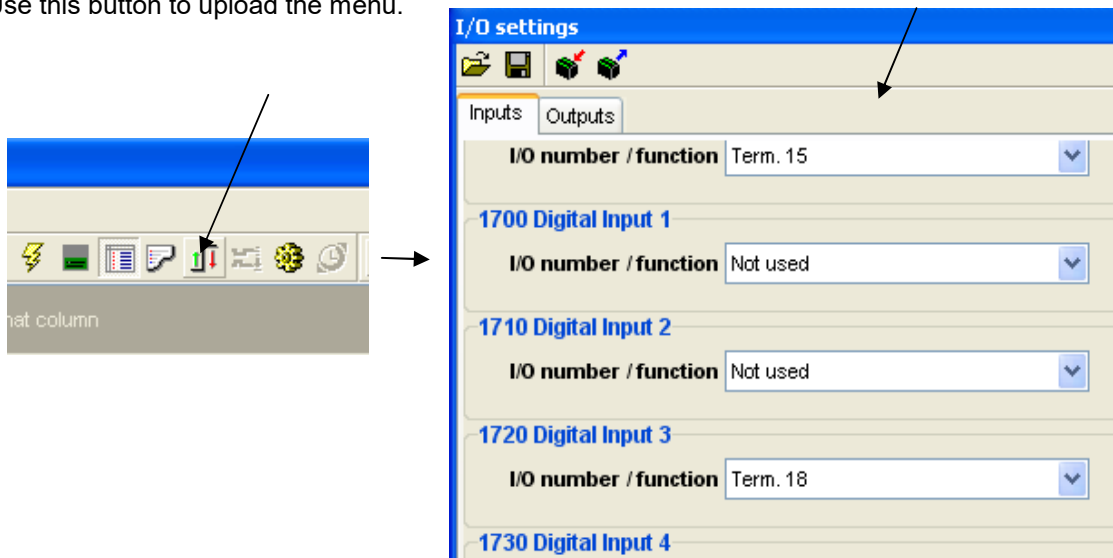 Use this button to upload the menu.
I/O settings
Inputs Outputs
I/O number / function Term. 15
1700 Digital Input 1
I/O number / function Not used
1710 Digital Input 2
I/O number / function Not used
1720 Digital Input 3
I/O number / function Term. 18
1730 Digital Input 4
hat column